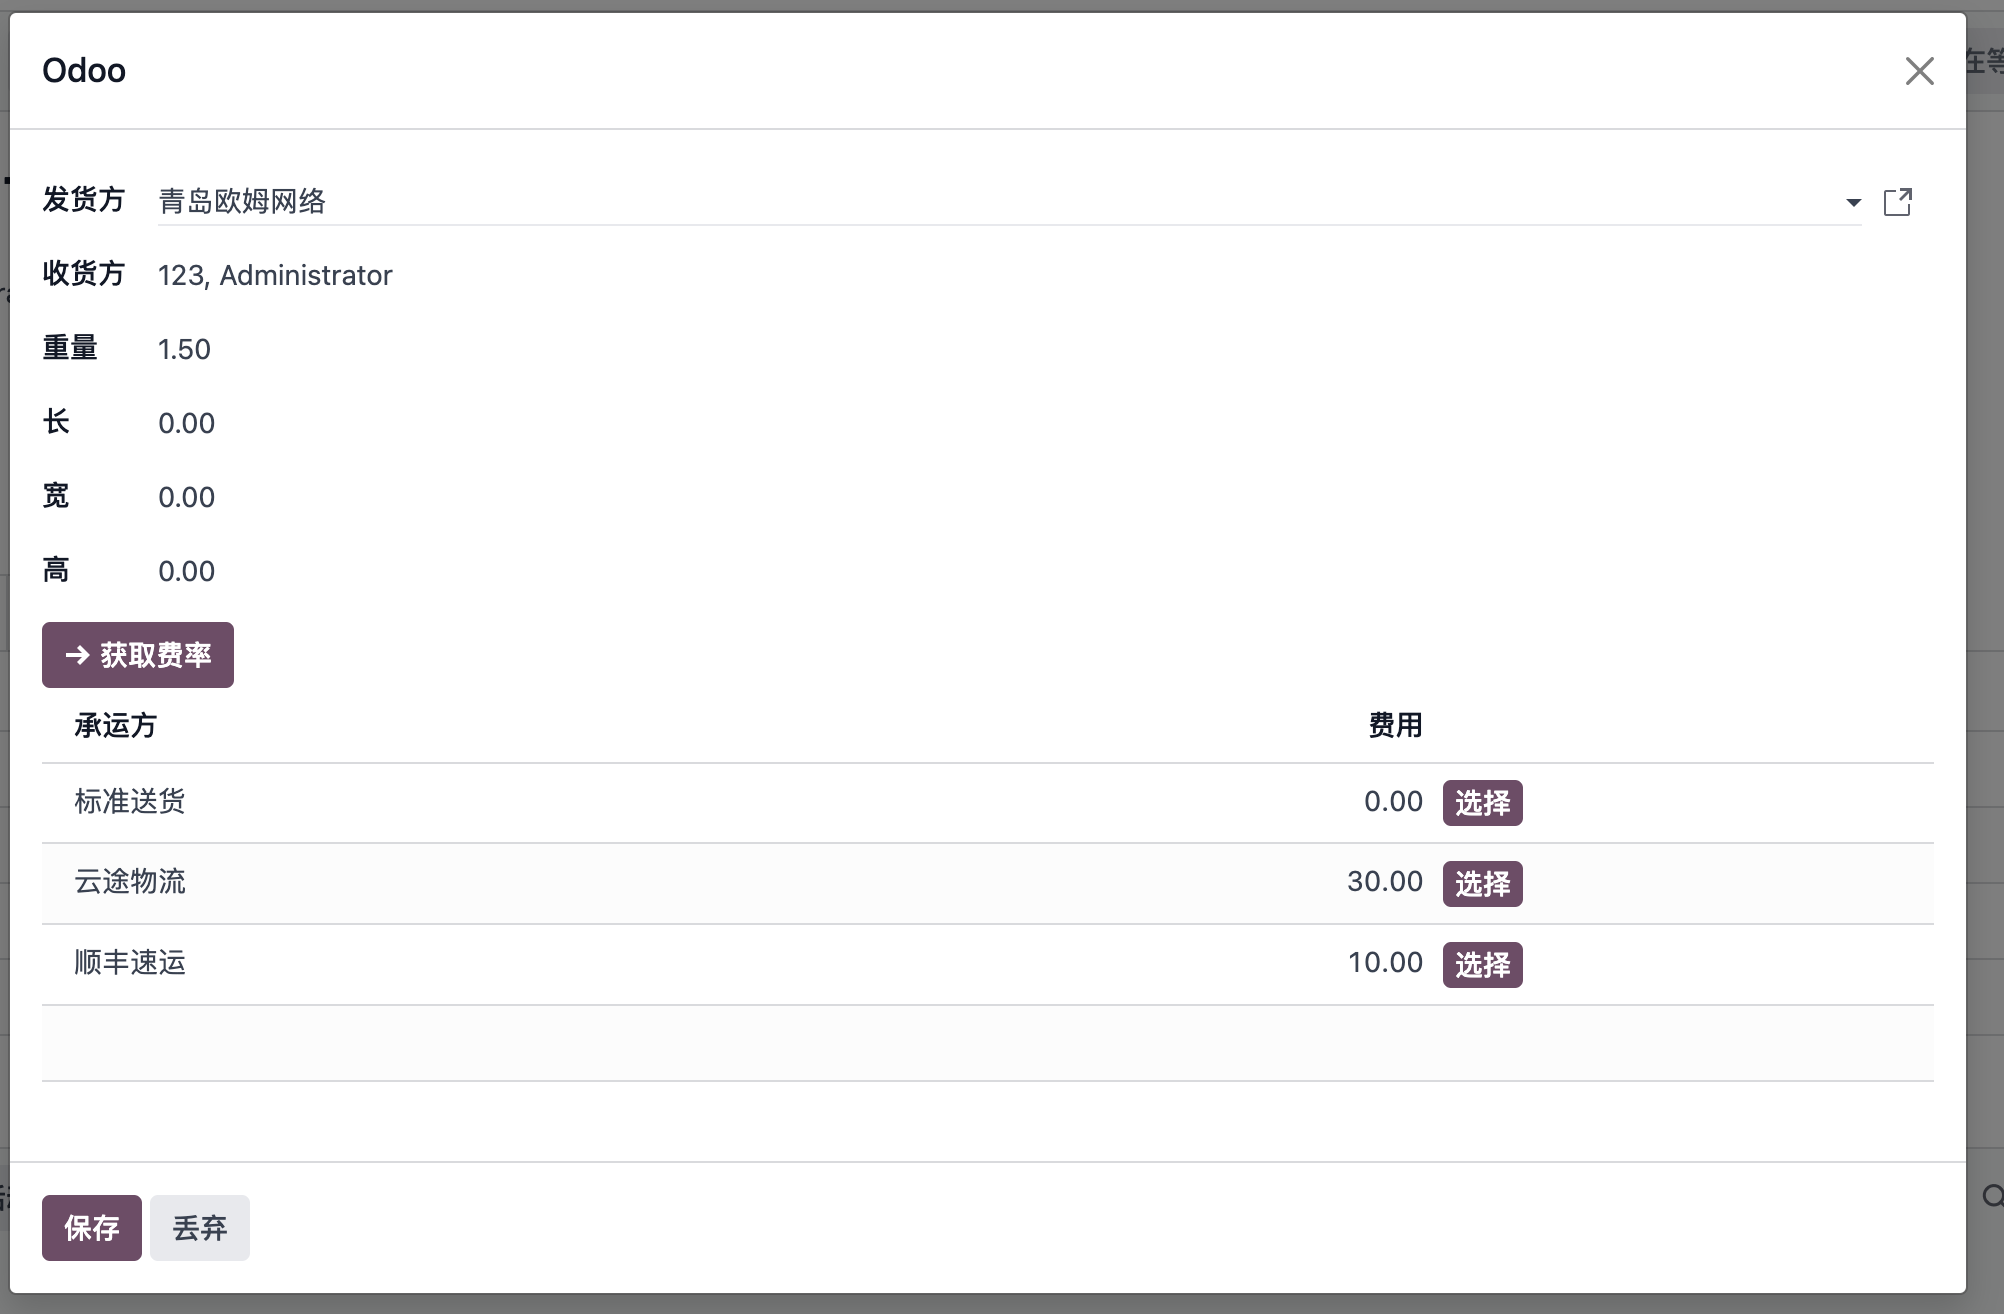 Odoo
发货方 青岛欧姆网络
收货方 123, Administrator
重量 1.50
长 0.00
宽 0.00
高 0.00
获取费率
承运方 费用
标准送货 0.00 选择
云途物流 30.00 选择
顺丰速运 10.00 选择
保存 丢弃